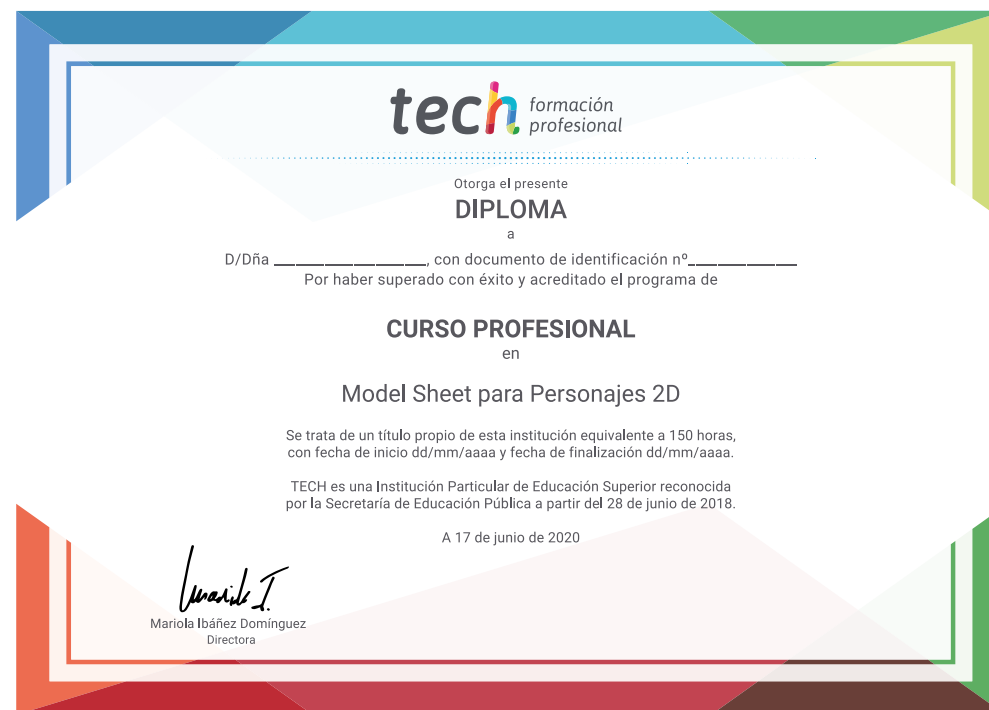 tech formación
profesional
Otorga el presente
DIPLOMA
a
D/Dña ______________, con documento de identificación nº__________
Por haber superado con éxito y acreditado el programa de
CURSO PROFESIONAL
en
Model Sheet para Personajes 2D
Se trata de un título propio de esta institución equivalente a 150 horas,
con fecha de inicio dd/mm/aaaa y fecha de finalización dd/mm/aaaa.
TECH es una Institución Particular de Educación Superior reconocida
por la Secretaría de Educación Pública a partir del 28 de junio de 2018.
A 17 de junio de 2020
Mariola Ibáñez Domínguez
Directora